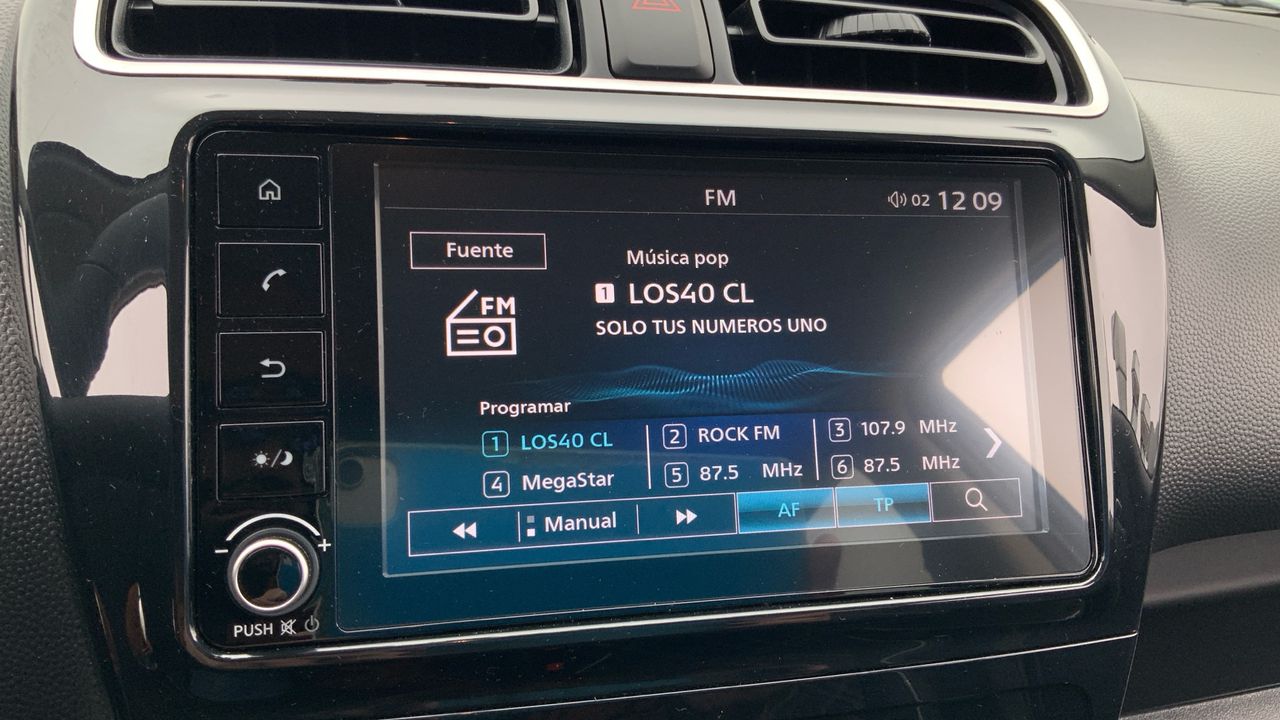 FM
02 12 09
Fuente
FM
Música pop
1 LOS40 CL
SOLO TUS NUMEROS UNO
Programar
1 LOS40 CL
2 ROCK FM
3 107.9 MHz
4 MegaStar
5 87.5 MHz
6 87.5 MHz
Manual
AF
TP
- +
PUSH